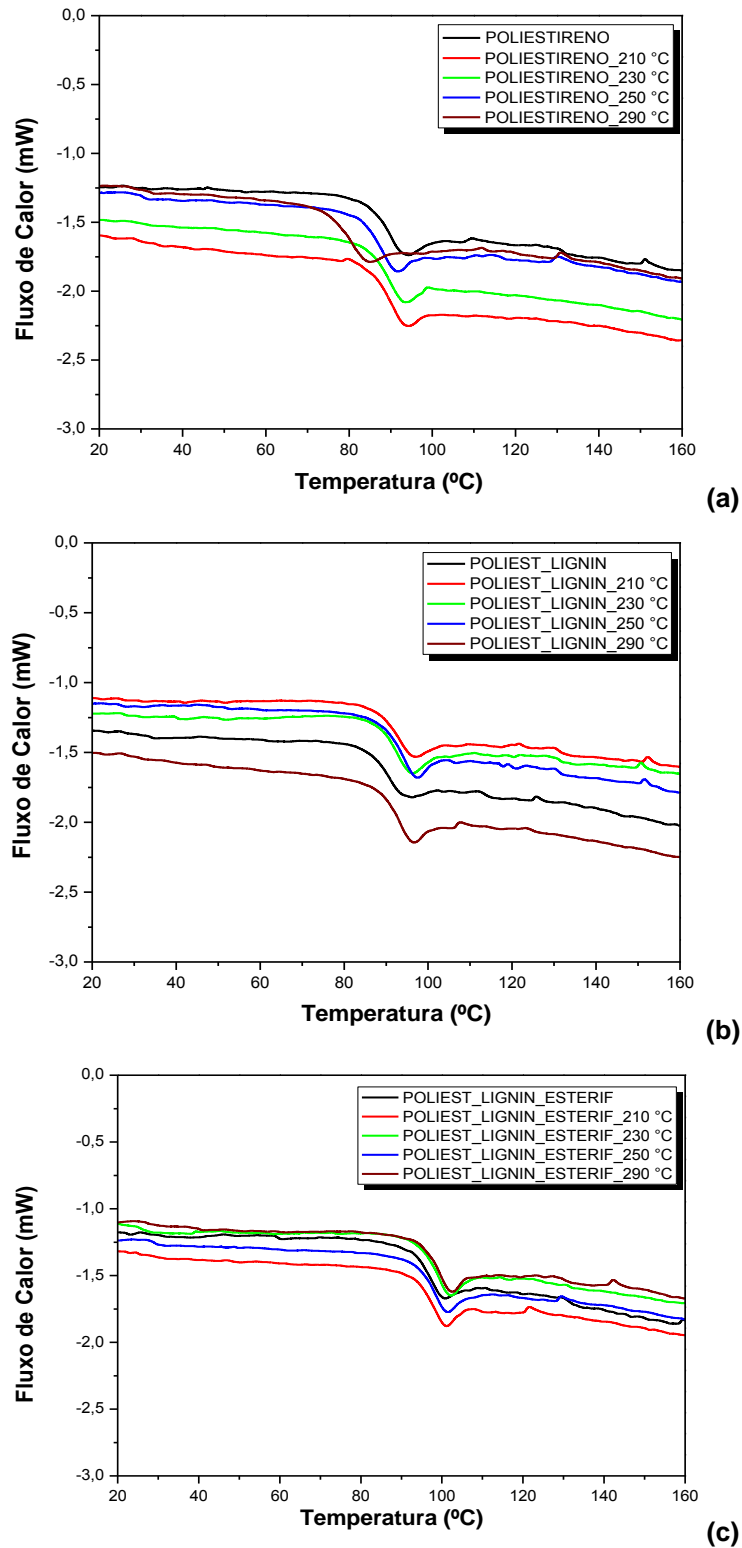 0,0
-0,5
-1,0
-1,5
-2,0
-2,5
-3,0
Fluxo de Calor (mW)
POLIESTIRENO
POLIESTIRENO_210 °C
POLIESTIRENO_230 °C
POLIESTIRENO_250 °C
POLIESTIRENO_290 °C
20 40 60 80 100 120 140 160
Temperatura (ºC)
(a)
0,0
-0,5
-1,0
-1,5
-2,0
-2,5
-3,0
Fluxo de Calor (mW)
POLIEST_LIGNIN
POLIEST_LIGNIN_210 °C
POLIEST_LIGNIN_230 °C
POLIEST_LIGNIN_250 °C
POLIEST_LIGNIN_290 °C
20 40 60 80 100 120 140 160
Temperatura (ºC)
(b)
0,0
-0,5
-1,0
-1,5
-2,0
-2,5
-3,0
Fluxo de Calor (mW)
POLIEST_LIGNIN_ESTERIF
POLIEST_LIGNIN_ESTERIF_210 °C
POLIEST_LIGNIN_ESTERIF_230 °C
POLIEST_LIGNIN_ESTERIF_250 °C
POLIEST_LIGNIN_ESTERIF_290 °C
20 40 60 80 100 120 140 160
Temperatura (ºC)
(c)